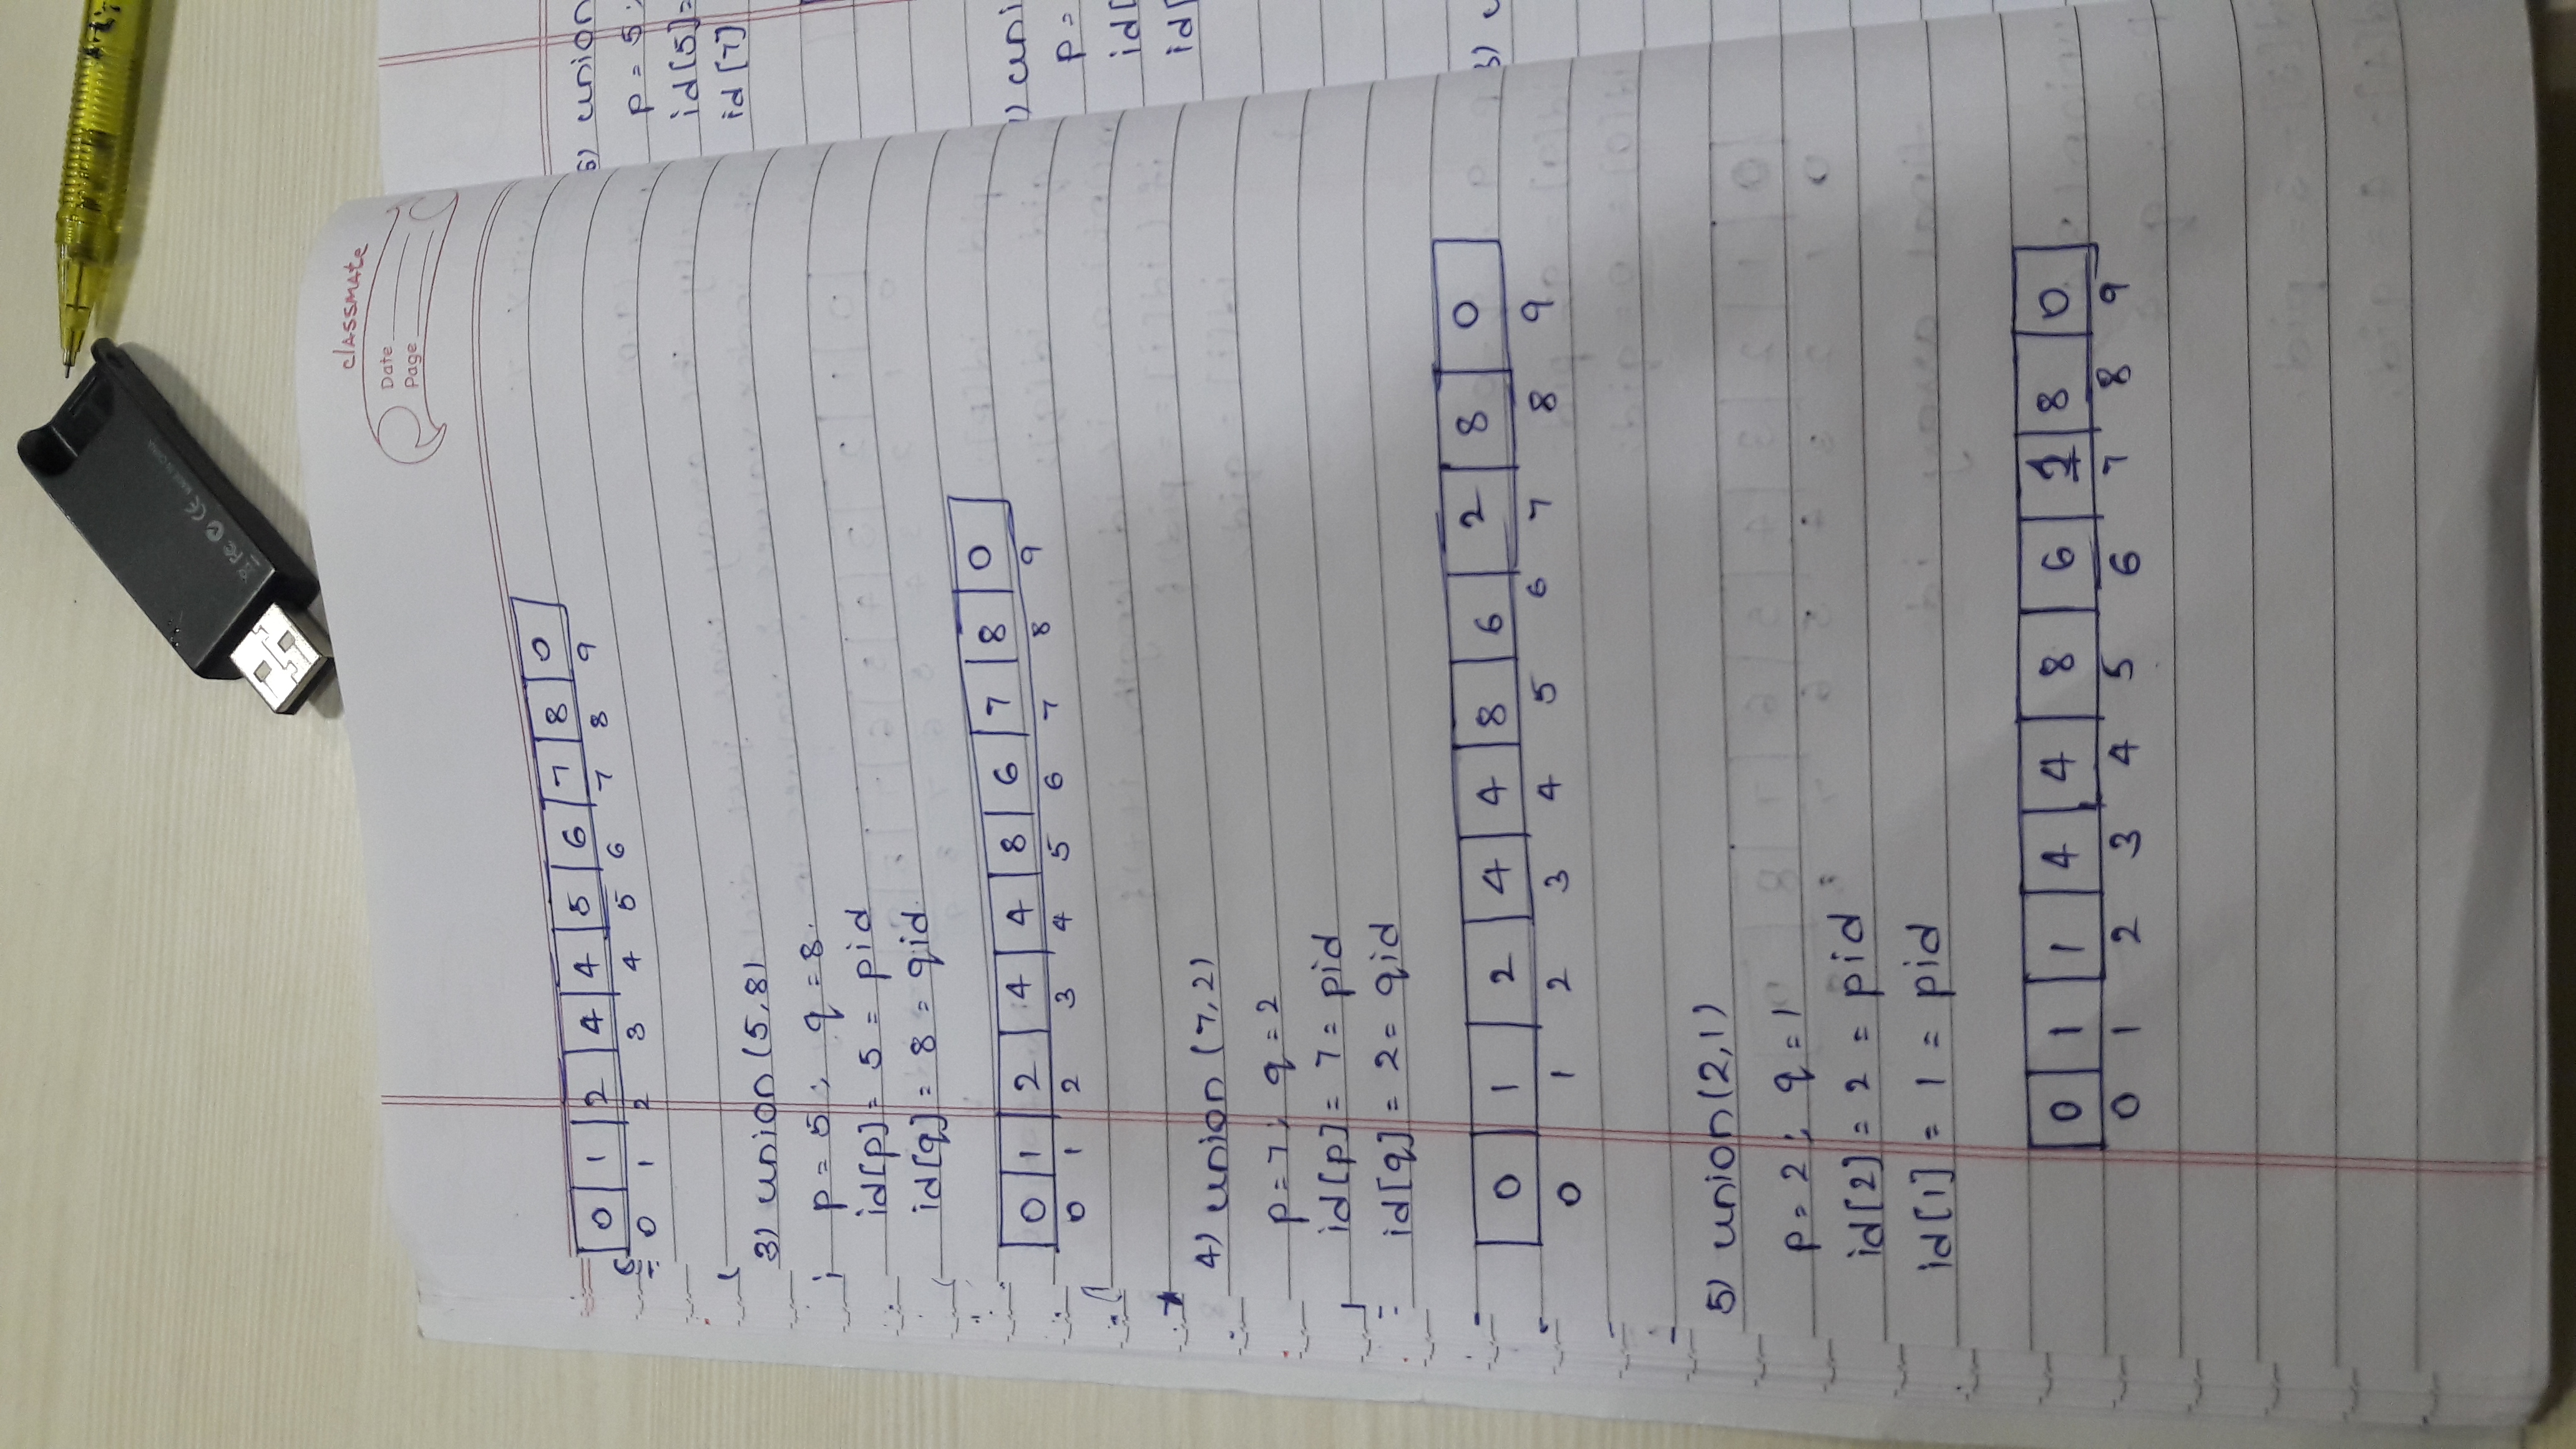 classmate
Date
Page
0 1 2 4 4 5 6 7 8 0
0 1 2 3 4 5 6 7 8 9
3) union (5,8)
p = 5; q = 8.
id[p] = 5 = pid
id[q] = 8 = qid.
0 1 2 4 4 8 6 7 8 0
0 1 2 3 4 5 6 7 8 9
4) union (7,2)
p = 7; q = 2
id[p] = 7 = pid
id[q] = 2 = qid
0 1 2 4 4 8 6 2 8 0
0 1 2 3 4 5 6 7 8 9
5) union (2,1)
p = 2; q = 1
id[2] = 2 = pid
id[1] = 1 = pid
0 1 1 4 4 8 6 1 8 0
0 1 2 3 4 5 6 7 8 9
6) union
p = 5;
id[5] =
id[7]
p =
id[
id[
FC CE MADE IN CHINA